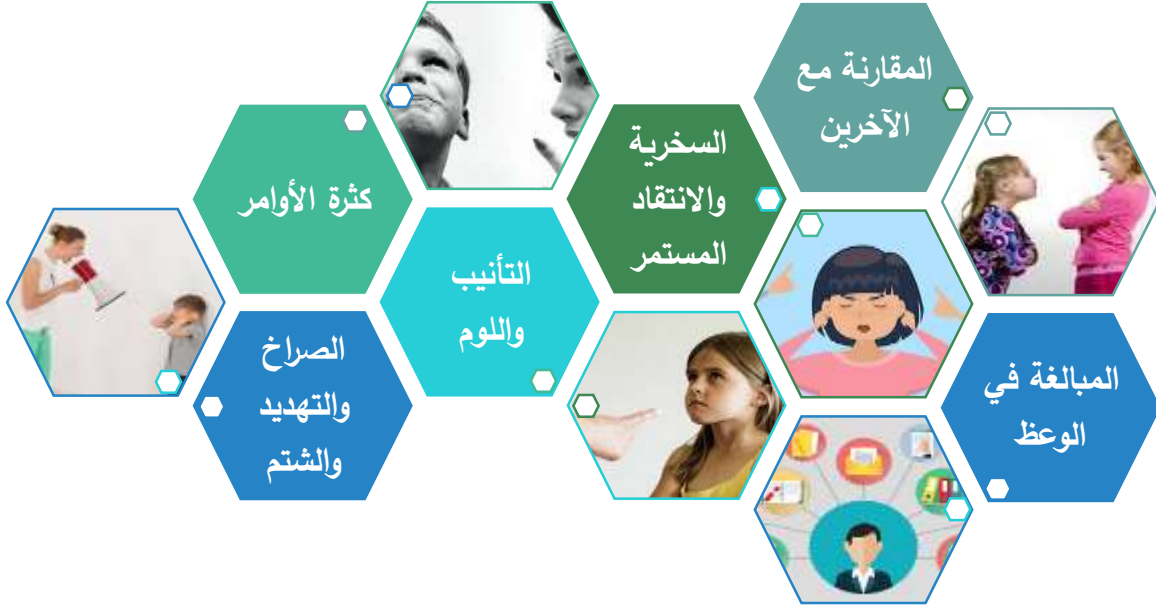 المقارنة مع
الآخرين
السخرية
والانتقاد
المستمر
كثرة الأوامر
التأنيب
واللوم
الصراخ
والتهديد
والشتم
المبالغة في
الوعظ